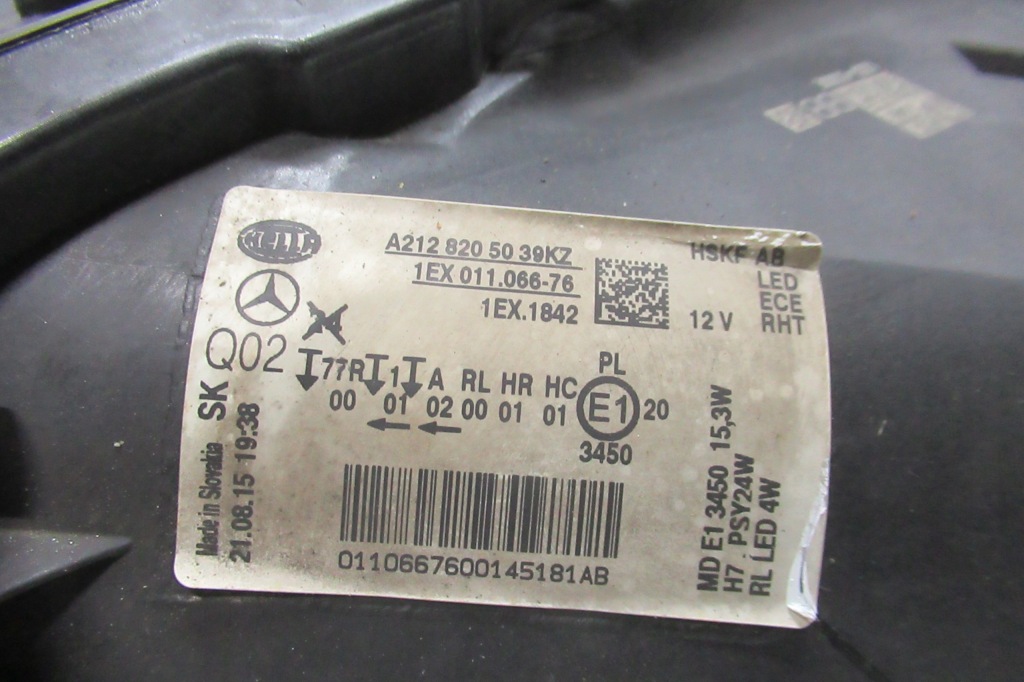 HELLA
A212 820 50 39KZ
1EX 011.066-76
1EX.1842
HSKF A8
LED
ECE
12 V RHT
Q02
77R 1 A RL HR HC PL
00 01 02 00 01 01 E1 20
3450
SK
Made in Slovakia
21.08.15 19:38
0110667600145181AB
MD E1 3450 15,3W
H7 . PSY24W
RL LED 4W